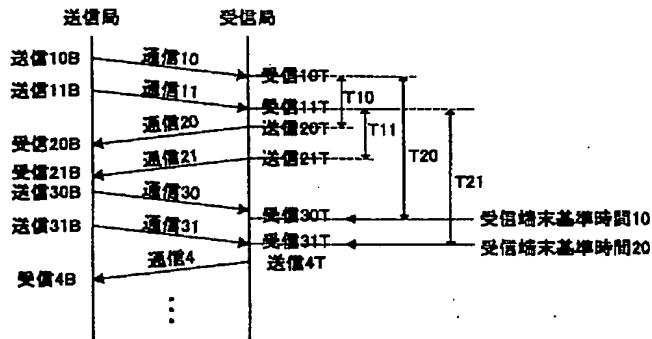 送信局 受信局
送信10B 通信10 受信10T
T10
送信11B 通信11 受信11T
通信20 送信20T T11
受信20B
通信21 送信21T T20
受信21B T21
送信30B 通信30
受信30T 受信端末基準時間10
送信31B 通信31
受信31T 受信端末基準時間20
通信4 送信4T
受信4B